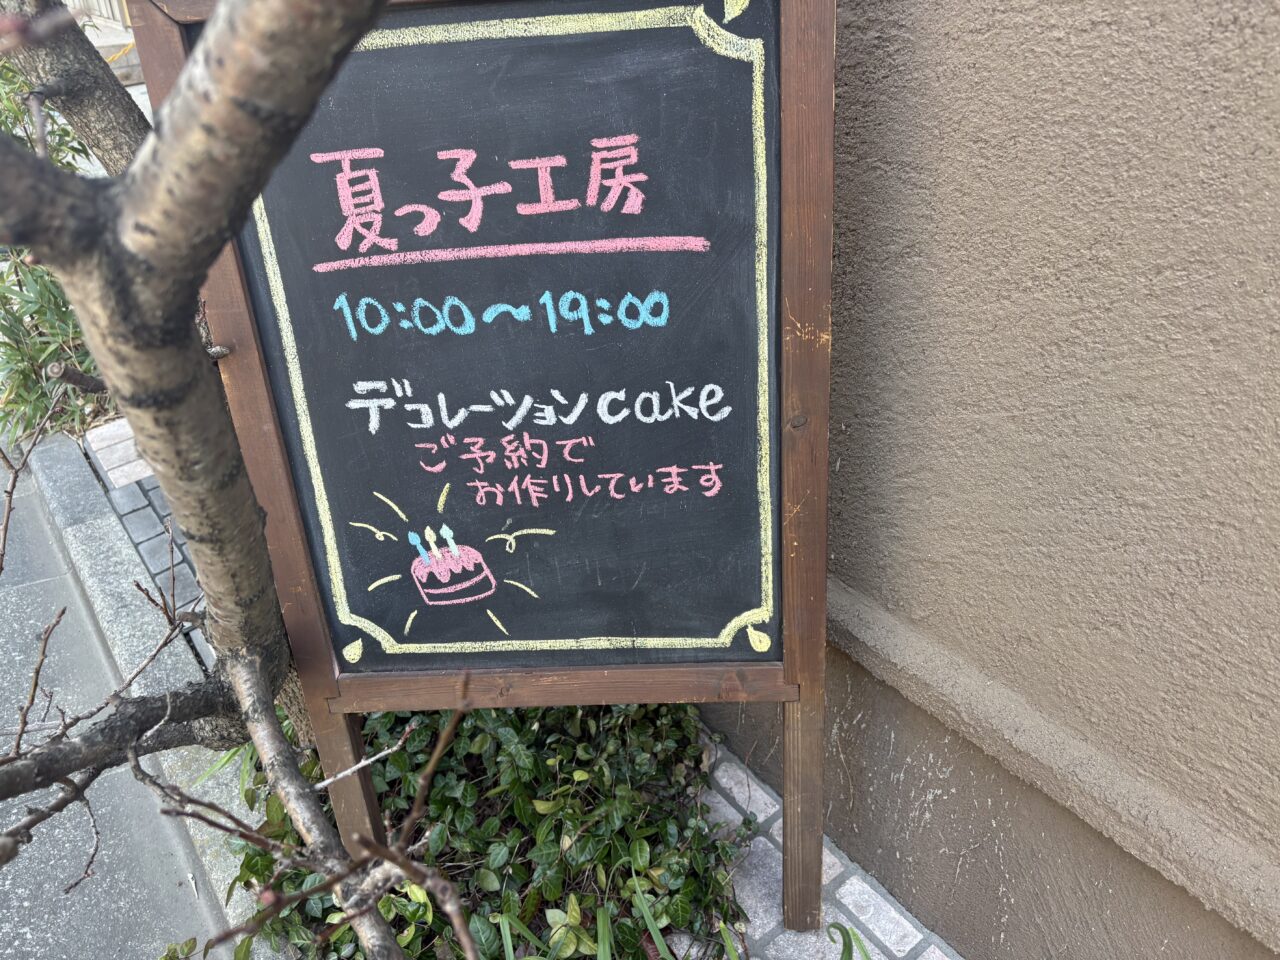 夏っ子工房
10:00～19:00
デコレーションcake
ご予約で
お作りしています